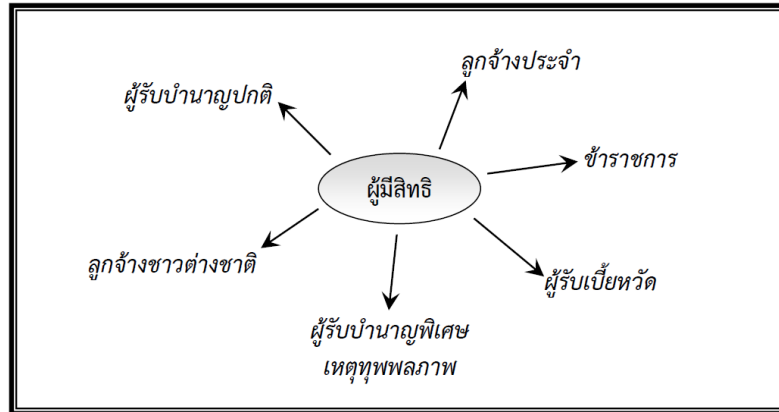 ลูกจ้างประจำ
ผู้รับบำนาญปกติ
ข้าราชการ
ผู้มีสิทธิ
ลูกจ้างชาวต่างชาติ
ผู้รับเบี้ยหวัด
ผู้รับบำนาญพิเศษ
เหตุทุพพลภาพ